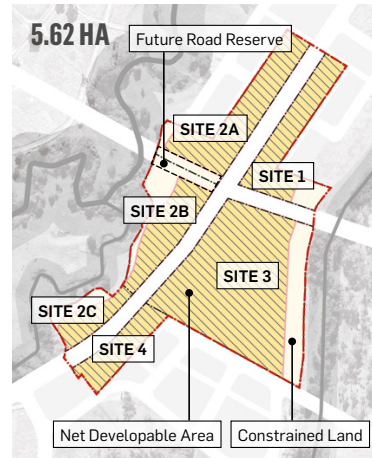 5.62 HA
Future Road Reserve
SITE 2A
SITE 1
SITE 2B
SITE 3
SITE 2C
SITE 4
Net Developable Area
Constrained Land